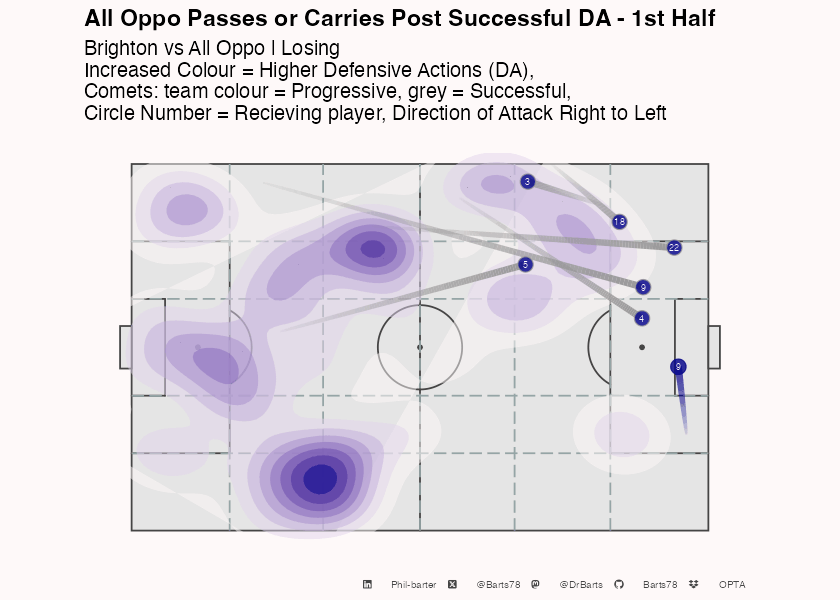 All Oppo Passes or Carries Post Successful DA - 1st Half
Brighton vs All Oppo | Losing
Increased Colour = Higher Defensive Actions (DA),
Comets: team colour = Progressive, grey = Successful,
Circle Number = Recieving player, Direction of Attack Right to Left
3
18
22
5
9
4
9
Phil-barter @Barts78 @DrBarts Barts78 OPTA